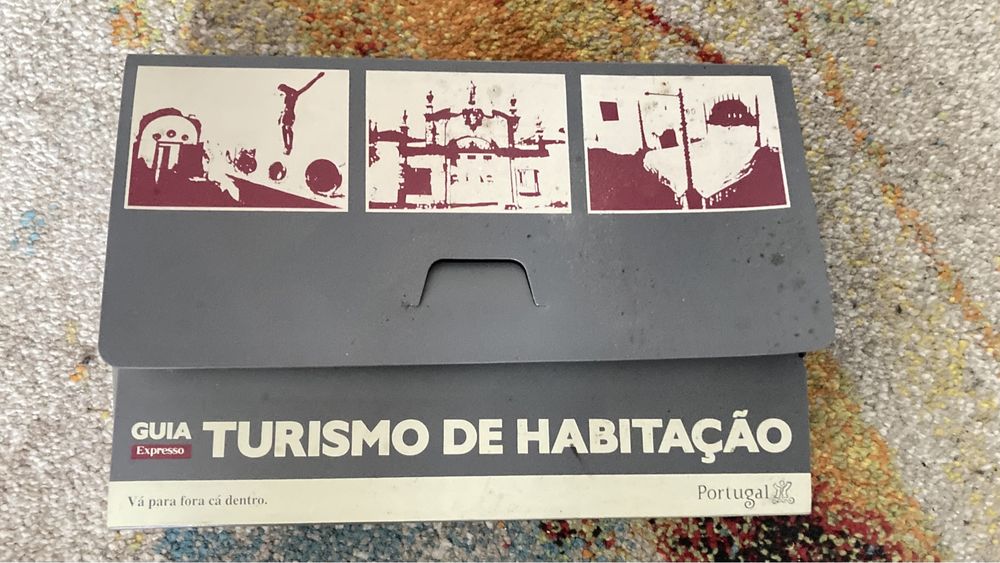 GUIA
Expresso
TURISMO DE HABITAÇÃO
Vá para fora cá dentro.
Portugal